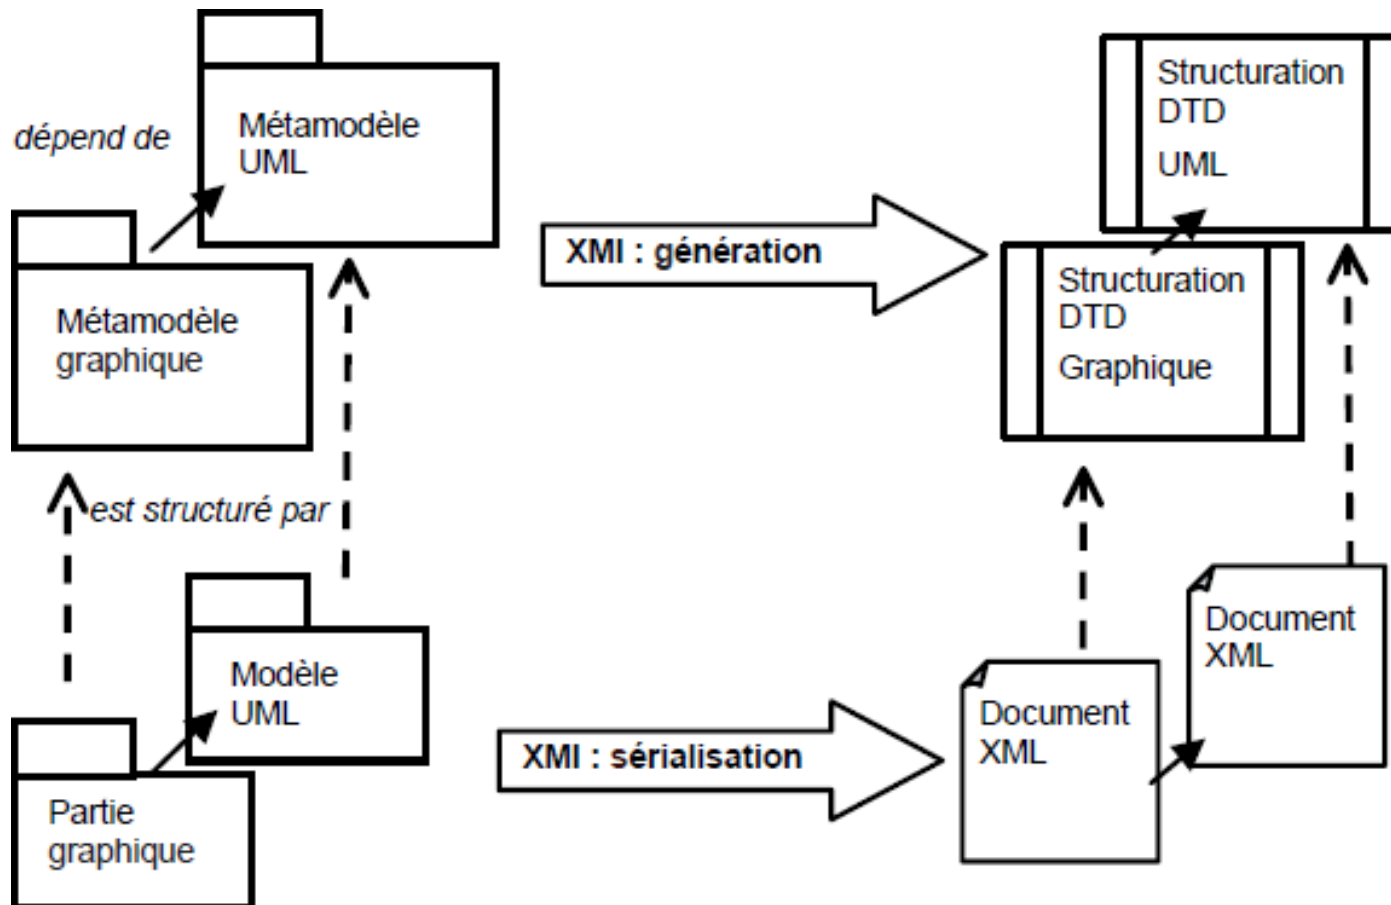 Métamodèle
UML
dépend de
Métamodèle
graphique
XMI : génération
Structuration
DTD
UML
Structuration
DTD
Graphique
est structuré par
Modèle
UML
Partie
graphique
XMI : sérialisation
Document
XML
Document
XML